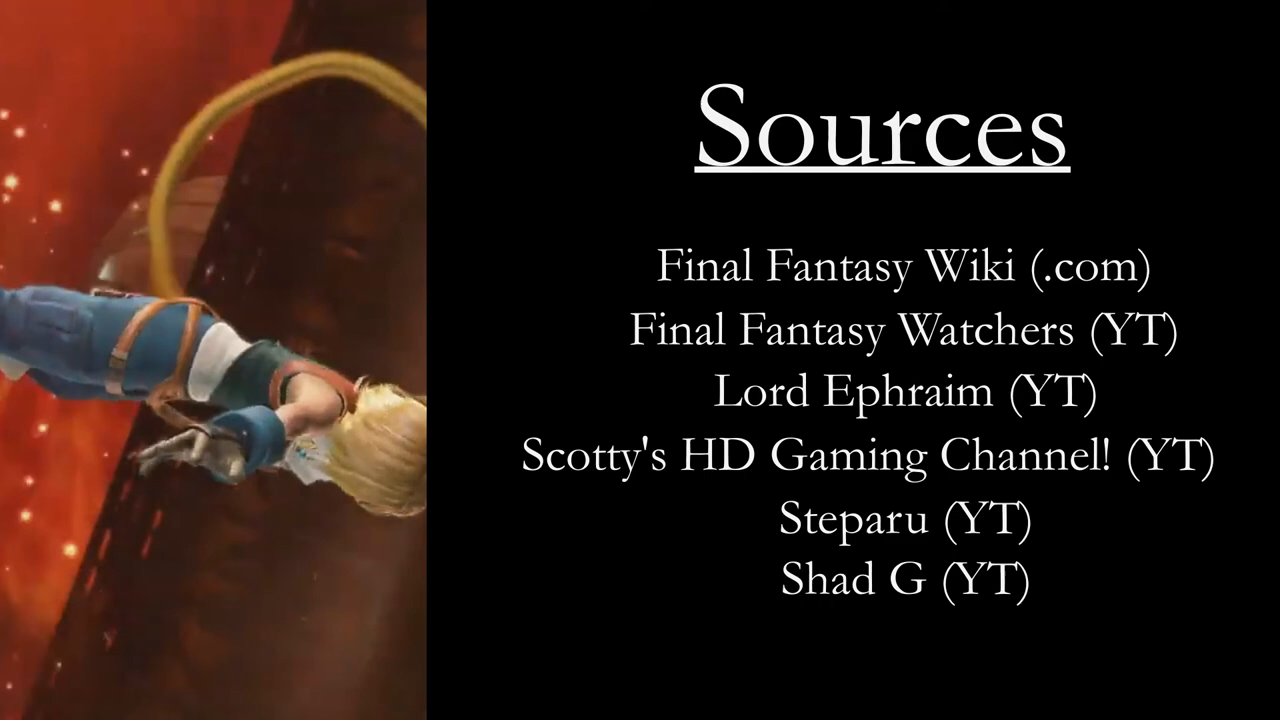 Sources
Final Fantasy Wiki (.com)
Final Fantasy Watchers (YT)
Lord Ephraim (YT)
Scotty's HD Gaming Channel! (YT)
Steparu (YT)
Shad G (YT)